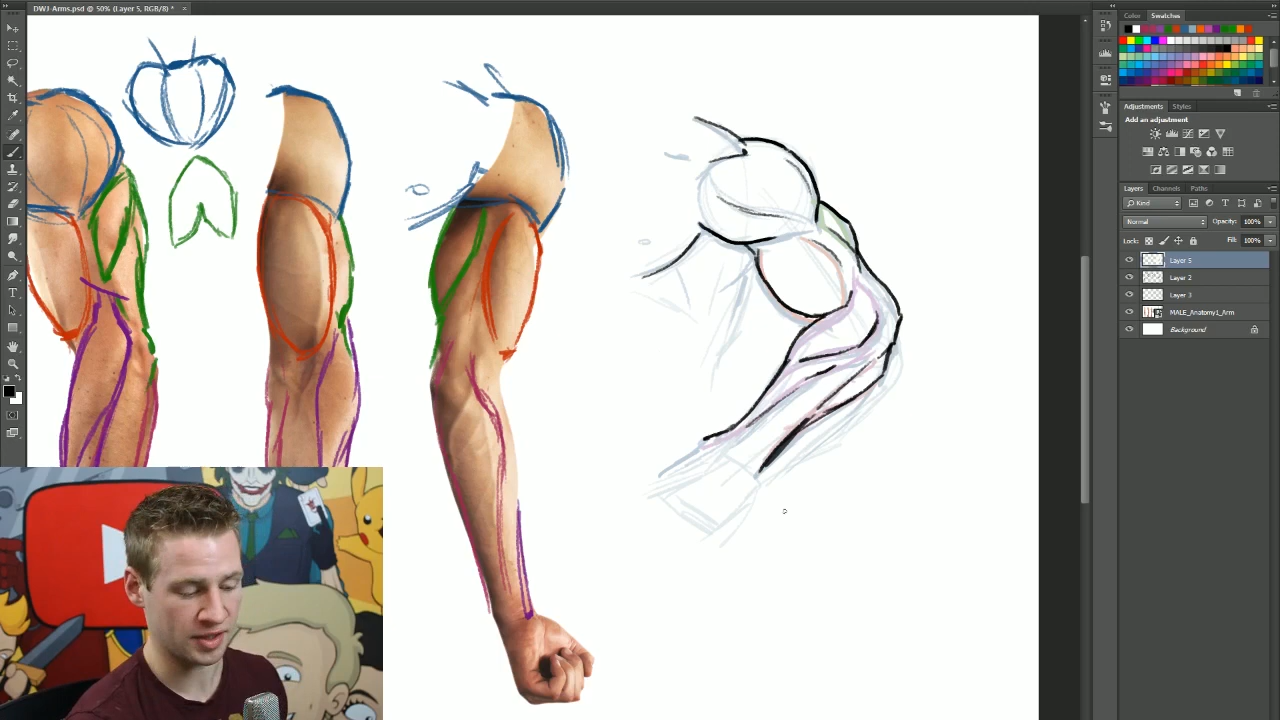 DWJ-Arms.psd @ 50% (Layer 5, RGB/8) *
Color Swatches
Adjustments Styles
Add an adjustment
Layers Channels Paths
Kind
Normal Opacity: 100%
Lock: Fill: 100%
Layer 5
Layer 2
Layer 3
MALE_Anatomy1_Arm
Background